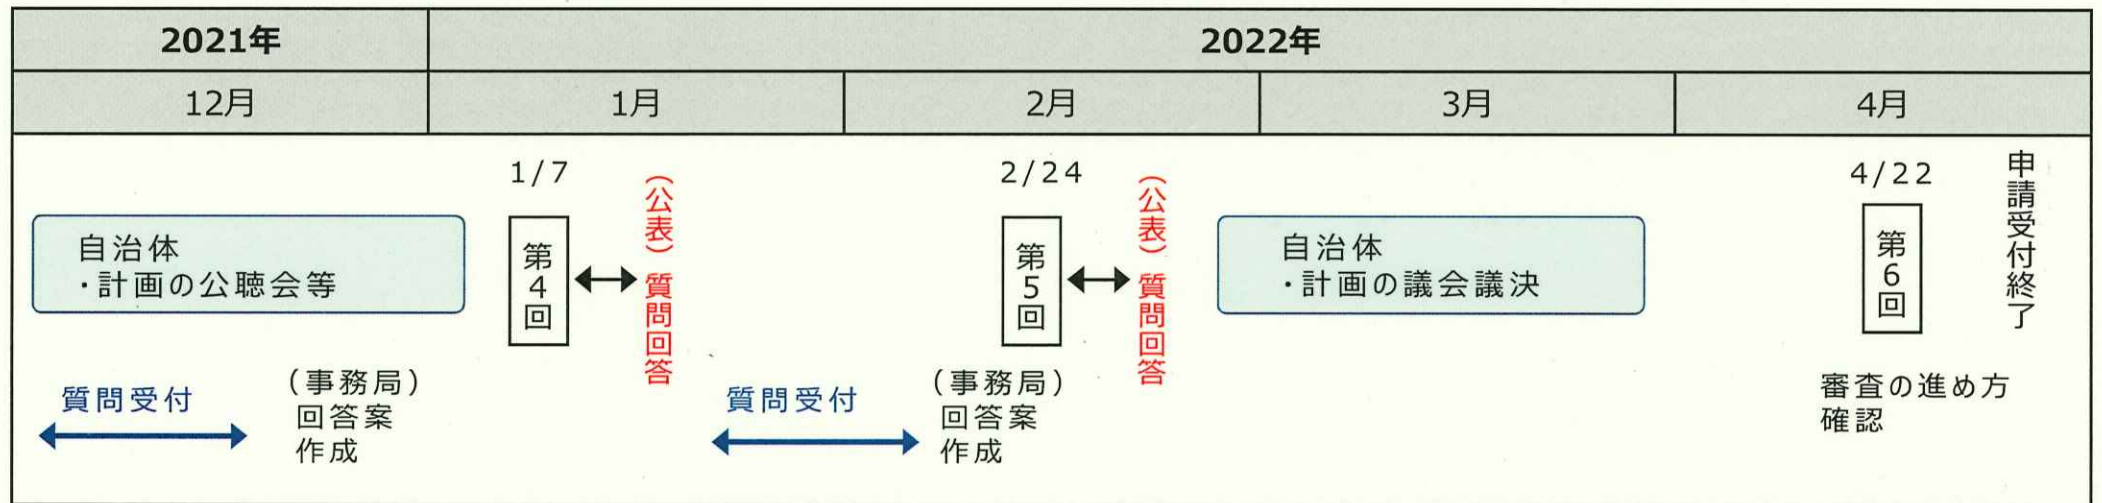 2021年
2022年
12月
1月
2月
3月
4月
自治体
・計画の公聴会等
質問受付
(事務局)
回答案
作成
1/7
第4回
(公表)質問回答
質問受付
2/24
第5回
(事務局)
回答案
作成
(公表)質問回答
自治体
・計画の議会議決
4/22
第6回
審査の進め方
確認
申請受付終了